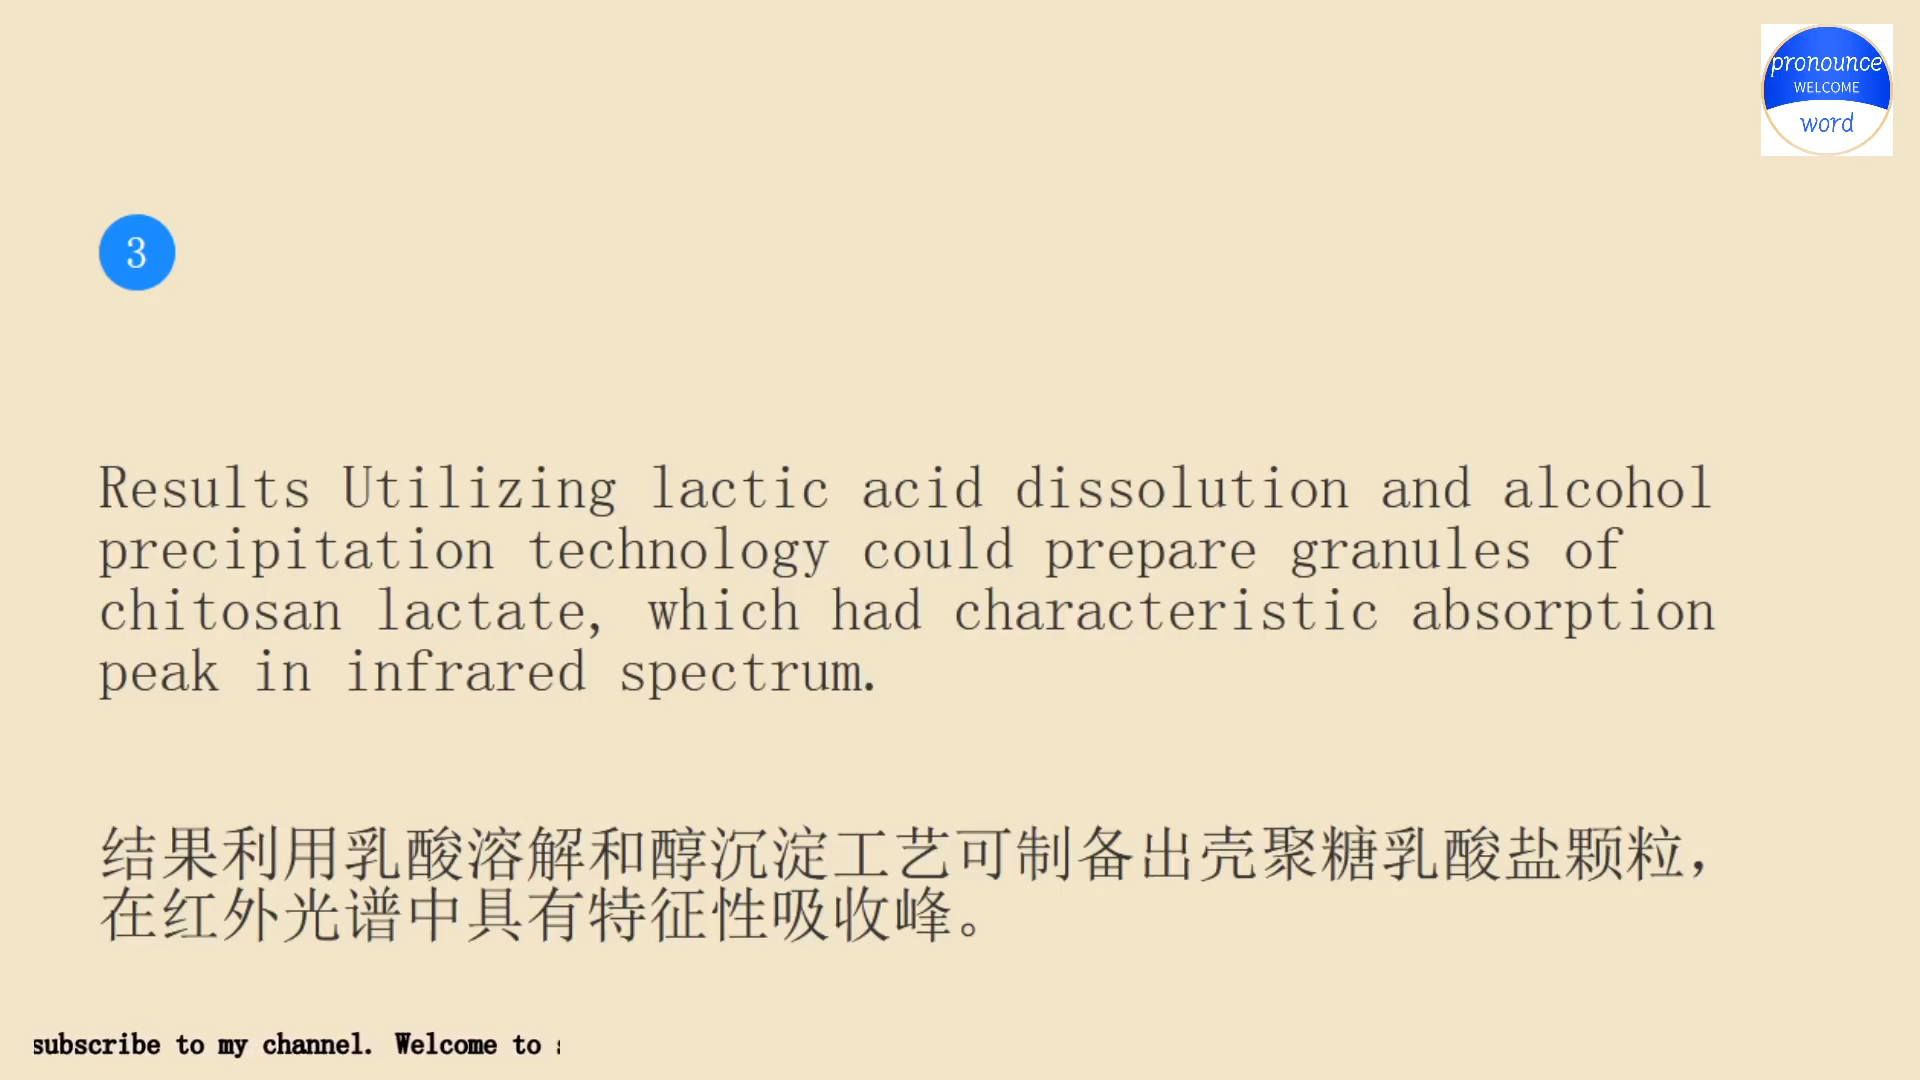 pronounce
WELCOME
word
3
Results Utilizing lactic acid dissolution and alcohol
precipitation technology could prepare granules of
chitosan lactate, which had characteristic absorption
peak in infrared spectrum.
结果利用乳酸溶解和醇沉淀工艺可制备出壳聚糖乳酸盐颗粒，
在红外光谱中具有特征性吸收峰。
subscribe to my channel. Welcome to